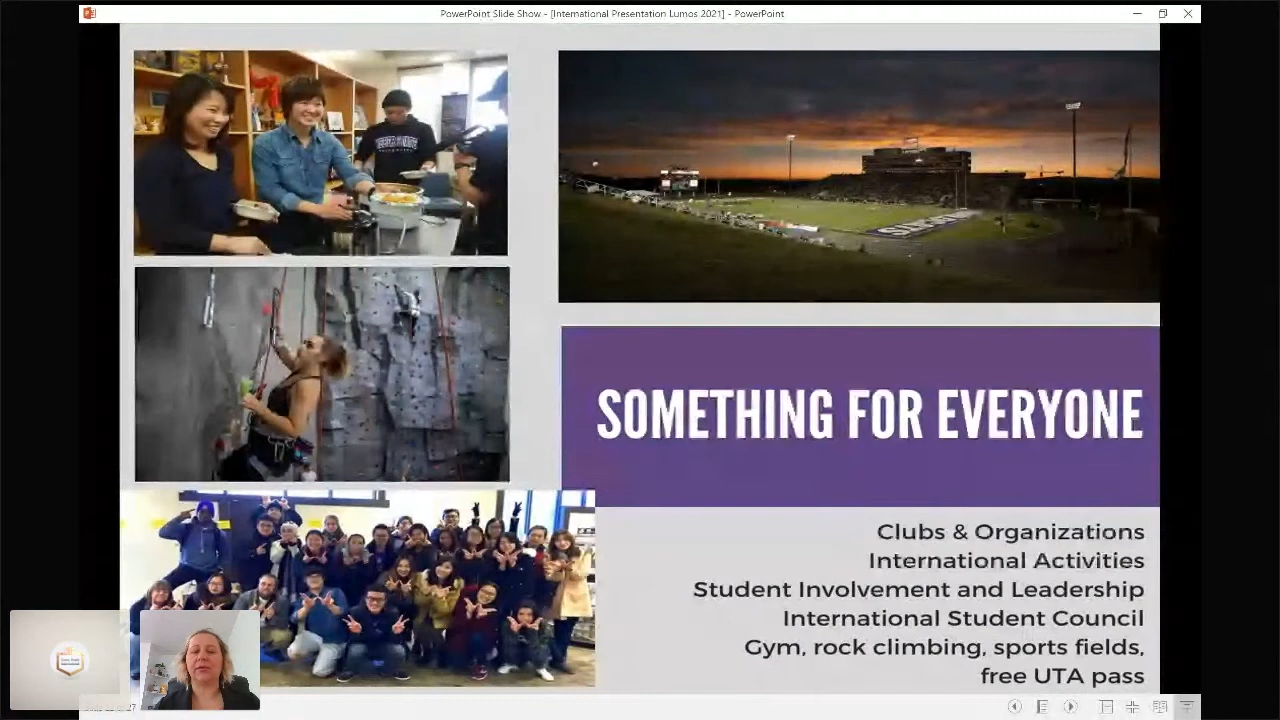 PowerPoint Slide Show - [International Presentation Lumos 2021] - PowerPoint
SOMETHING FOR EVERYONE
Clubs & Organizations
International Activities
Student Involvement and Leadership
International Student Council
Gym, rock climbing, sports fields,
free UTA pass